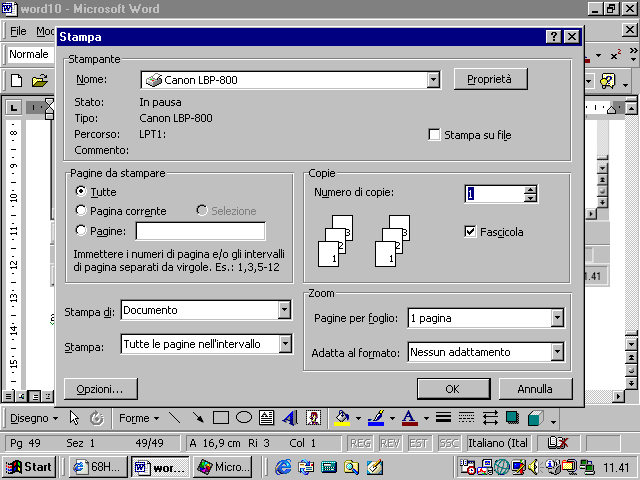 word10 - Microsoft Word
File Mo
Normale
Stampa
Stampante
Nome: Canon LBP-800
Proprietà
Stato: In pausa
Tipo: Canon LBP-800
Percorso: LPT1:
Commento:
Stampa su file
Pagine da stampare
Tutte
Pagina corrente
Selezione
Pagine:
Immettere i numeri di pagina e/o gli intervalli
di pagina separati da virgole. Es.: 1,3,5-12
Copie
Numero di copie: 1
3
2
1
3
2
1
Fascicola
1.41
Stampa di: Documento
Stampa: Tutte le pagine nell'intervallo
Zoom
Pagine per foglio: 1 pagina
Adatta al formato: Nessun adattamento
Opzioni...
OK
Annulla
Disegno
Forme
Pg 49 Sez 1 49/49 A 16,9 cm Ri 3 Col 1 REG REV EST SSC Italiano (Ital
Start
68H...
wor...
Micro...
11.41